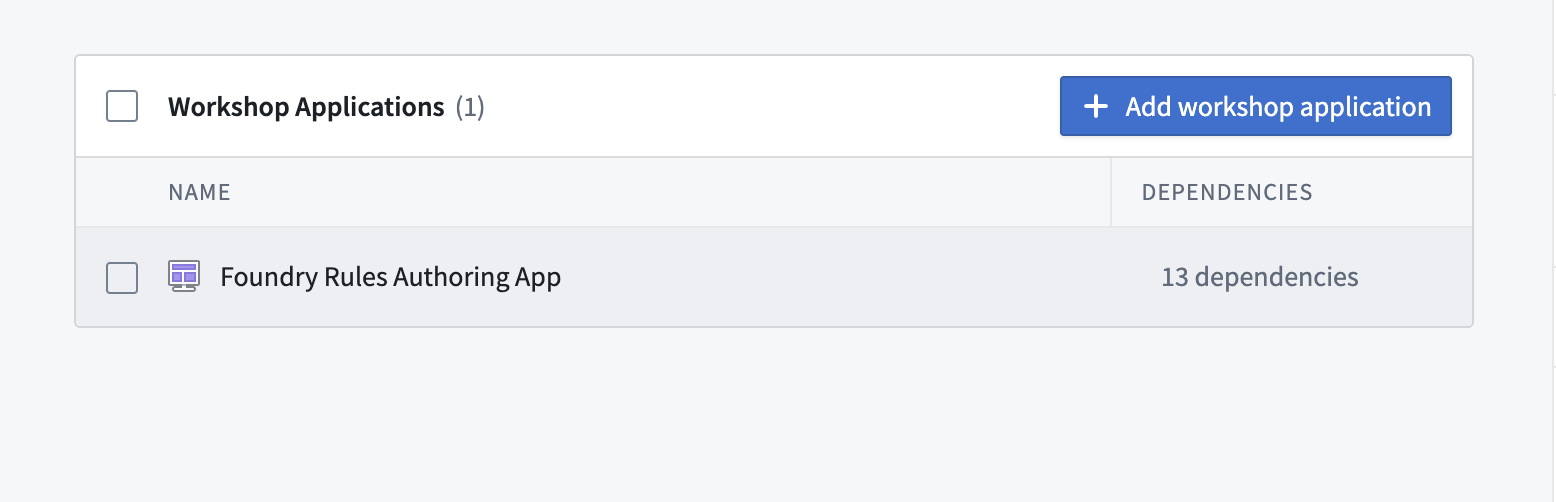 Workshop Applications (1)
Add workshop application
NAME
DEPENDENCIES
Foundry Rules Authoring App
13 dependencies